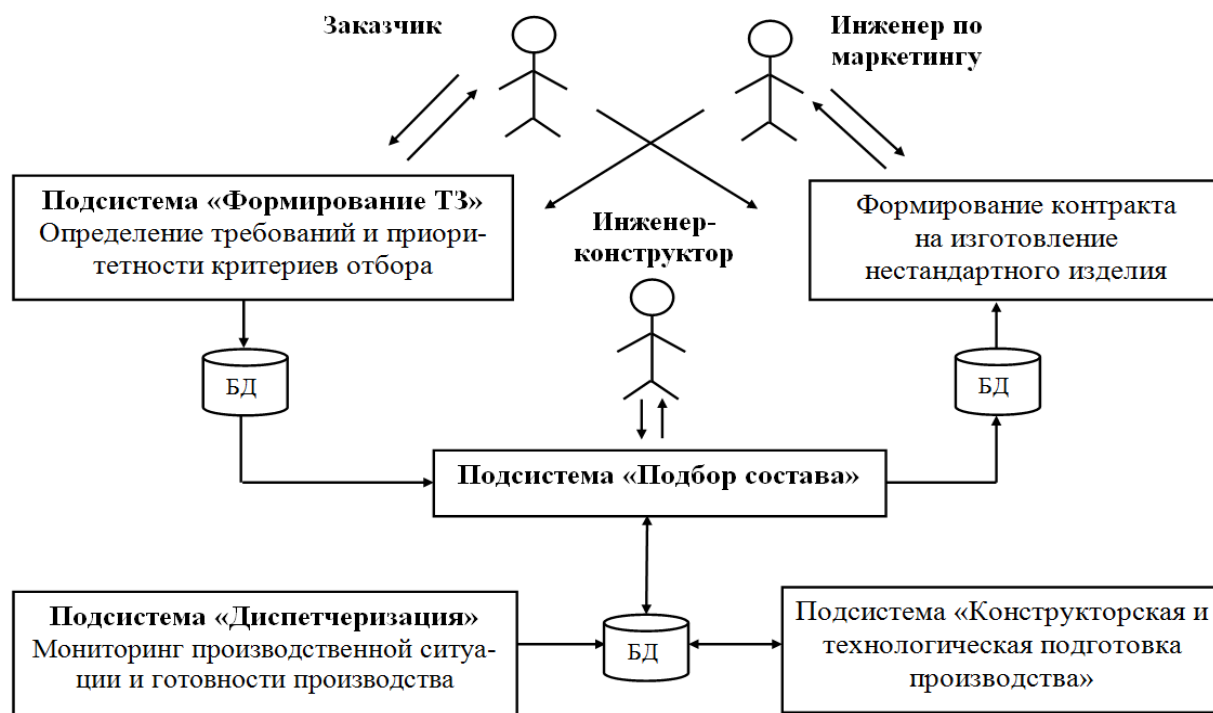 Заказчик
Инженер по
маркетингу
Подсистема «Формирование ТЗ»
Определение требований и приори-
тетности критериев отбора
Инженер-
конструктор
Формирование контракта
на изготовление
нестандартного изделия
БД
БД
Подсистема «Подбор состава»
Подсистема «Диспетчеризация»
Мониторинг производственной ситуа-
ции и готовности производства
БД
Подсистема «Конструкторская и
технологическая подготовка
производства»